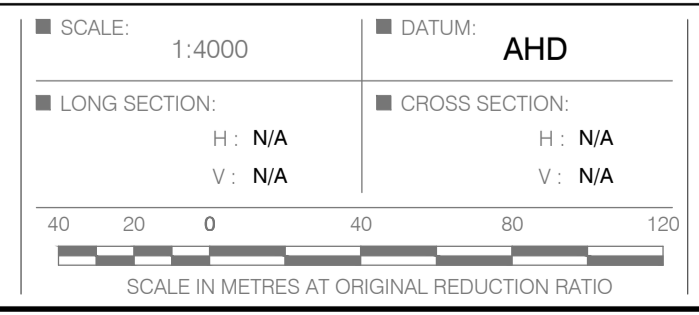 SCALE:
1:4000
DATUM:
AHD
LONG SECTION:
H : N/A
V : N/A
CROSS SECTION:
H : N/A
V : N/A
40 20 0 40 80 120
SCALE IN METRES AT ORIGINAL REDUCTION RATIO